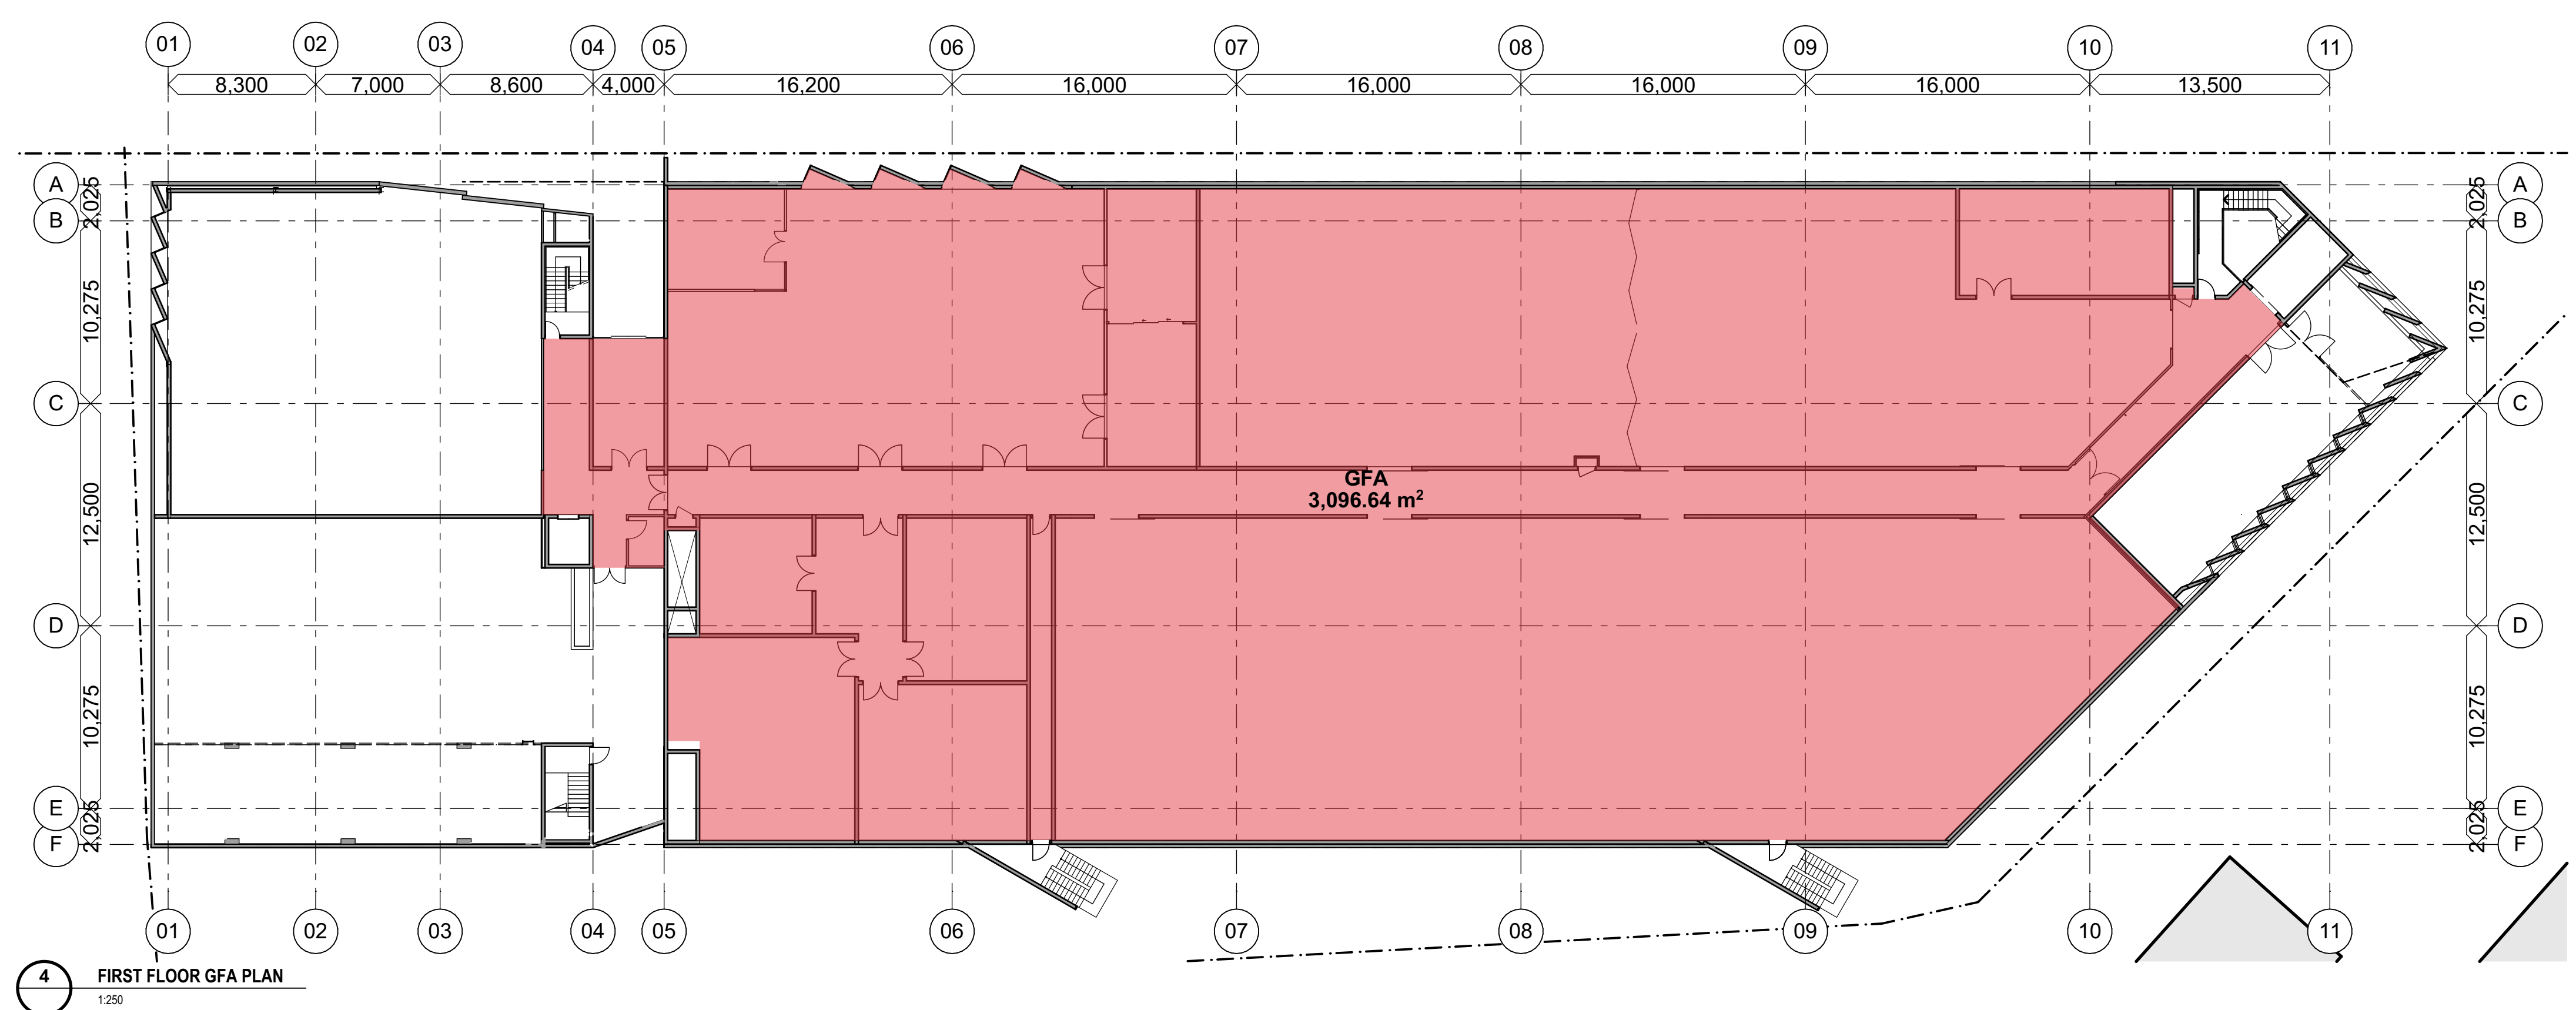 01 02 03 04 05 06 07 08 09 10 11
8,300 7,000 8,600 4,000 16,200 16,000 16,000 16,000 16,000 13,500
A 2,025 2,025 A
B B
10,275 10,275
C C
12,500 12,500
GFA
3,096.64 m²
D D
10,275 10,275
E E
2,025 2,025
F F
01 02 03 04 05 06 07 08 09 10 11
4 FIRST FLOOR GFA PLAN
1:250